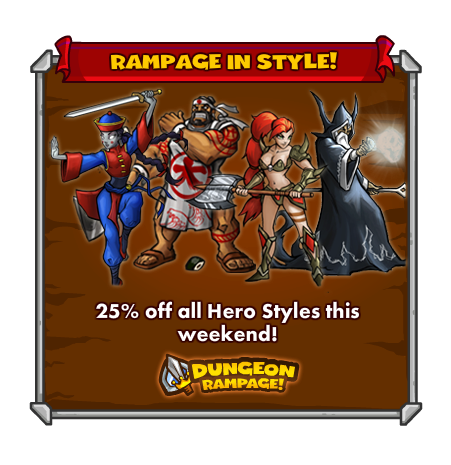 RAMPAGE IN STYLE!
25% off all Hero Styles this
weekend!
DUNGEON
RAMPAGE!